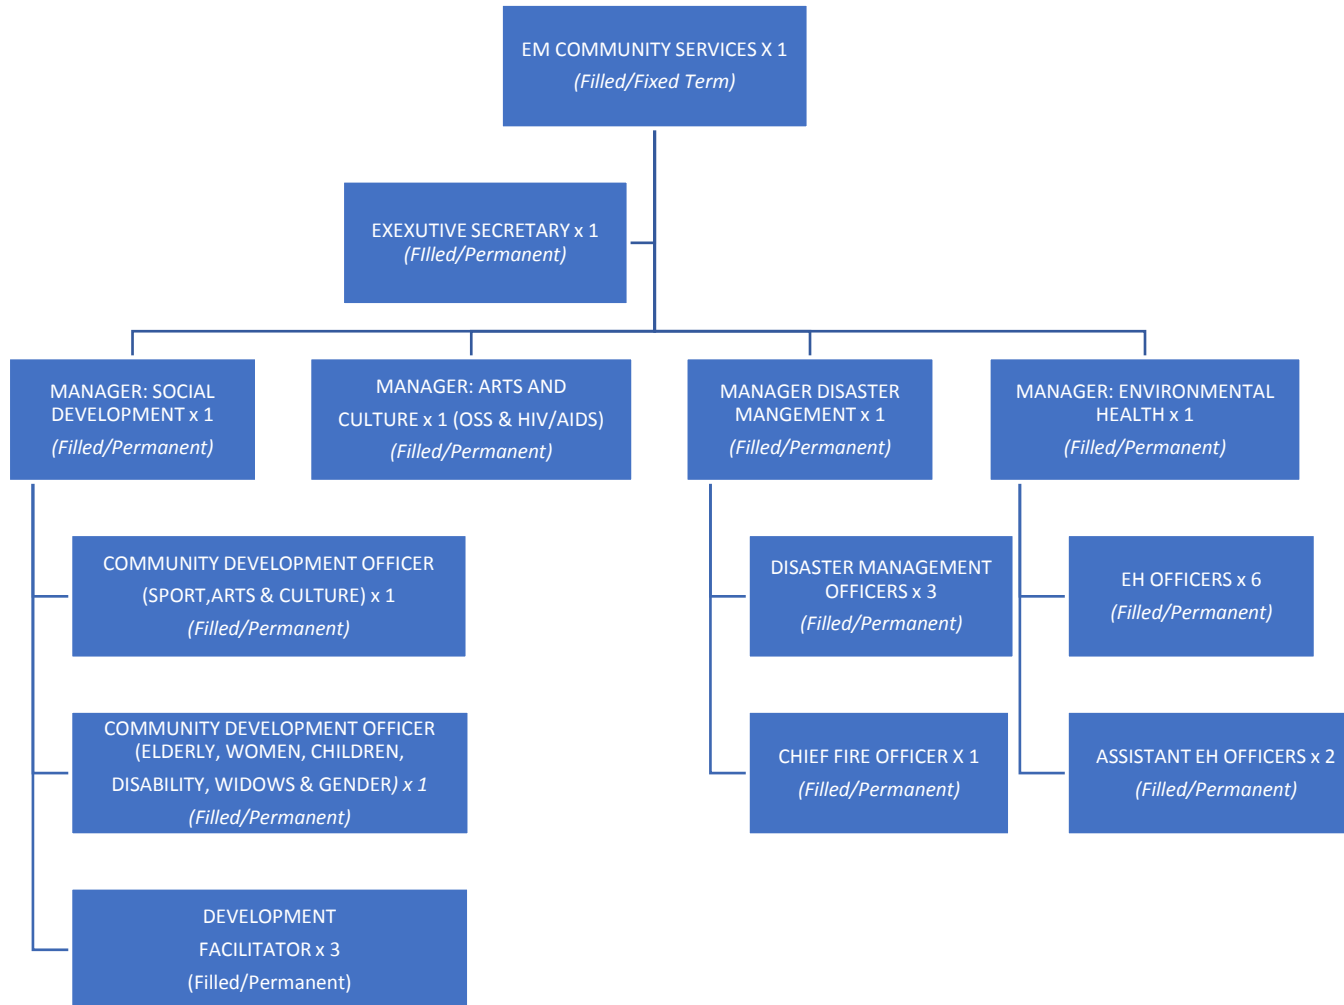 EM COMMUNITY SERVICES X 1
(Filled/Fixed Term)
EXEXUTIVE SECRETARY x 1
(FIlled/Permanent)
MANAGER: SOCIAL
DEVELOPMENT x 1
(Filled/Permanent)
MANAGER: ARTS AND
CULTURE x 1 (OSS & HIV/AIDS)
(Filled/Permanent)
MANAGER DISASTER
MANGEMENT x 1
(Filled/Permanent)
MANAGER: ENVIRONMENTAL
HEALTH x 1
(Filled/Permanent)
COMMUNITY DEVELOPMENT OFFICER
(SPORT,ARTS & CULTURE) x 1
(Filled/Permanent)
COMMUNITY DEVELOPMENT OFFICER
(ELDERLY, WOMEN, CHILDREN,
DISABILITY, WIDOWS & GENDER) x 1
(Filled/Permanent)
DEVELOPMENT
FACILITATOR x 3
(Filled/Permanent)
DISASTER MANAGEMENT
OFFICERS x 3
(Filled/Permanent)
CHIEF FIRE OFFICER X 1
(Filled/Permanent)
EH OFFICERS x 6
(Filled/Permanent)
ASSISTANT EH OFFICERS x 2
(Filled/Permanent)